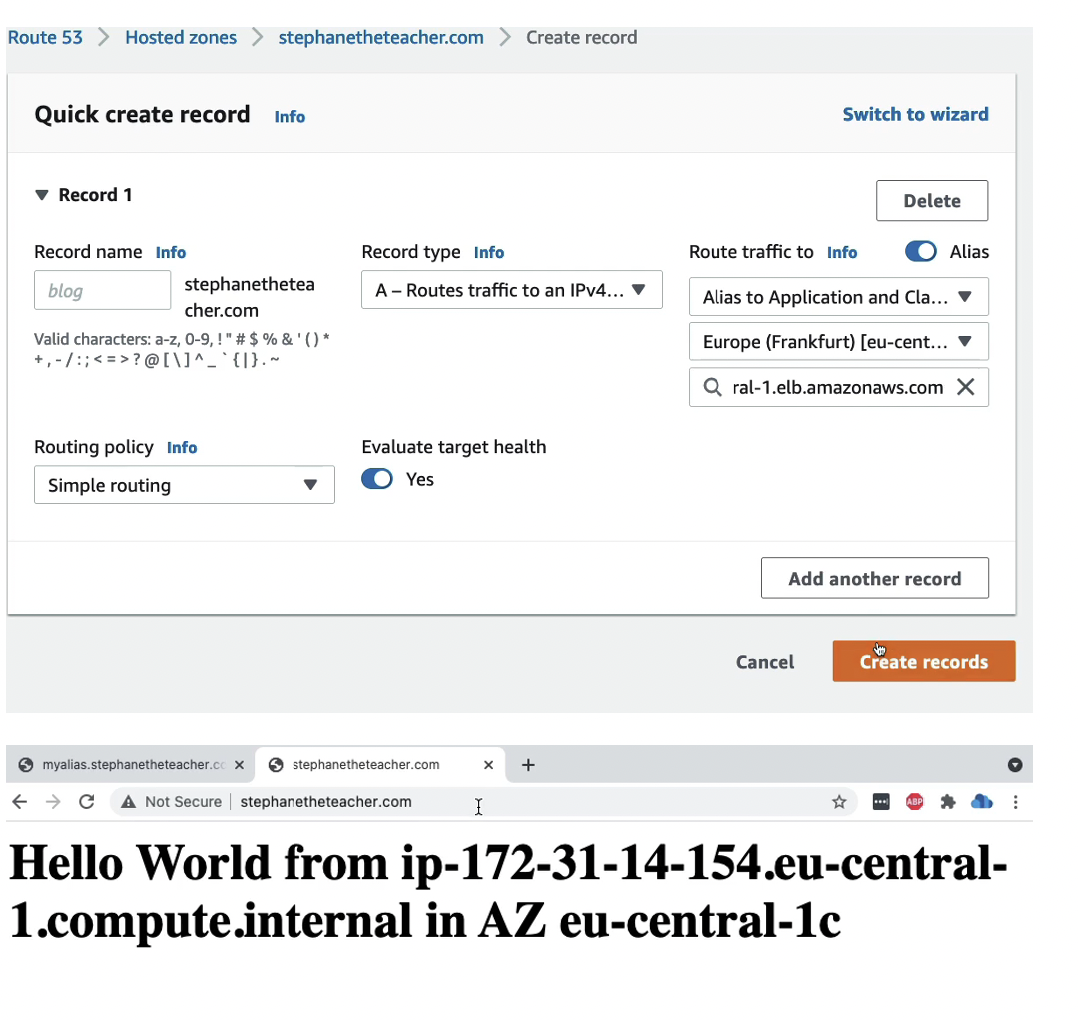 Route 53 > Hosted zones > stephanetheteacher.com > Create record
Quick create record Info
Switch to wizard
▼ Record 1
Delete
Record name Info
blog
stephanethetea
cher.com
Valid characters: a-z, 0-9, ! " # $ % & ' ( ) *
+ , - / : ; < = > ? @ [ \ ] ^ _ ` { | } . ~
Record type Info
A – Routes traffic to an IPv4...
Route traffic to Info
Alias
Alias to Application and Cla...
Europe (Frankfurt) [eu-cent...
ral-1.elb.amazonaws.com
Routing policy Info
Simple routing
Evaluate target health
Yes
Add another record
Cancel
Create records
myalias.stephanetheteacher.co
stephanetheteacher.com
Not Secure
stephanetheteacher.com
ABP
Hello World from ip-172-31-14-154.eu-central-
1.compute.internal in AZ eu-central-1c